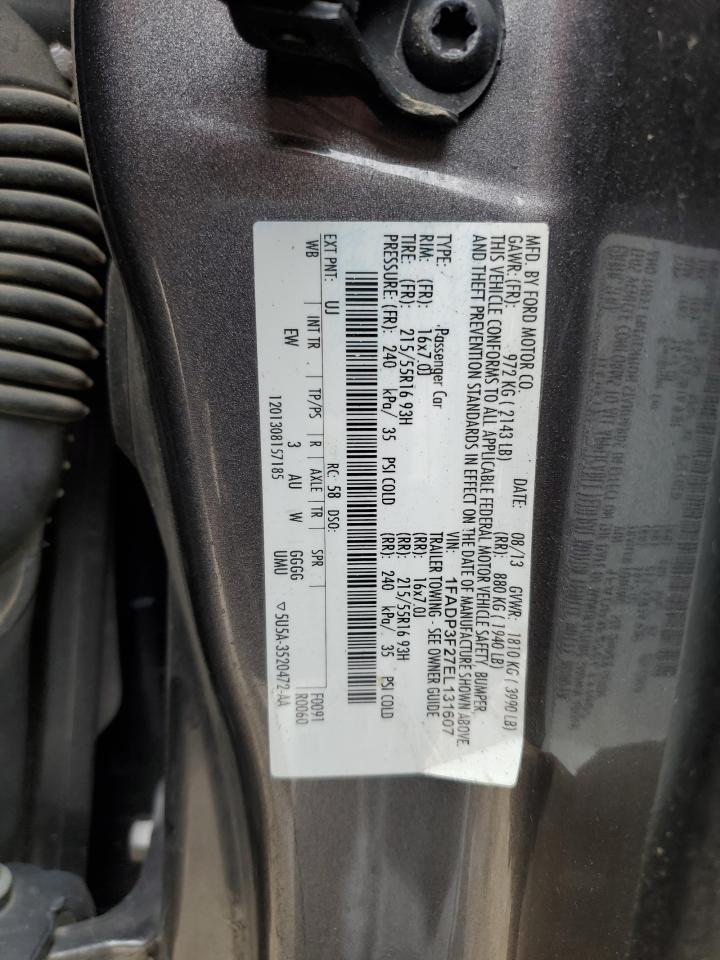 MFD. BY FORD MOTOR CO. DATE: 08/13 GVWR: 1810 KG ( 3990 LB)
GAWR:(FR): 972 KG ( 2143 LB) (RR): 880 KG ( 1940 LB)
THIS VEHICLE CONFORMS TO ALL APPLICABLE FEDERAL MOTOR VEHICLE SAFETY, BUMPER,
AND THEFT PREVENTION STANDARDS IN EFFECT ON THE DATE OF MANUFACTURE SHOWN ABOVE.
VIN: 1FADP3F27EL131607
TYPE: Passenger Car TRAILER TOWING - SEE OWNER GUIDE
RIM: (FR): 16x7.0J (RR): 16x7.0J
TIRE: (FR): 215/55R16 93H (RR): 215/55R16 93H
PRESSURE: (FR): 240 kPa/ 35 PSI COLD (RR): 240 kPa/ 35 PSI COLD
EXT PNT: UJ RC: 58 DSO: F0091
WB INT TR TP/PS R AXLE TR SPR R0060
EW 3 AU W GGGG
UMU
1201308157185 ▽5U5A-3520472-AA